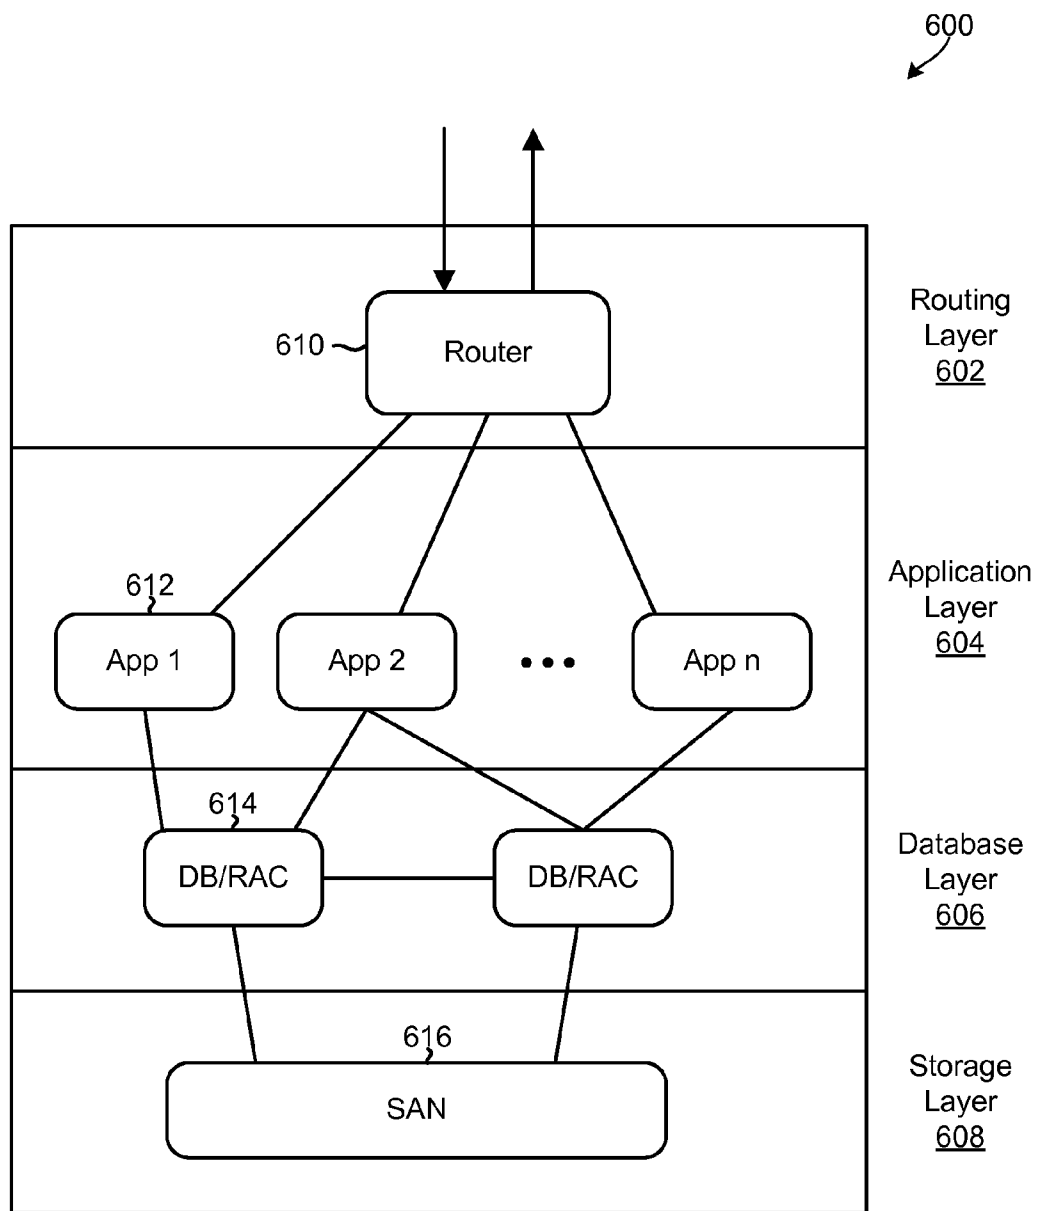 600
610
Router
Routing
Layer
602
612
App 1
App 2
App n
Application
Layer
604
614
DB/RAC
DB/RAC
Database
Layer
606
616
SAN
Storage
Layer
608